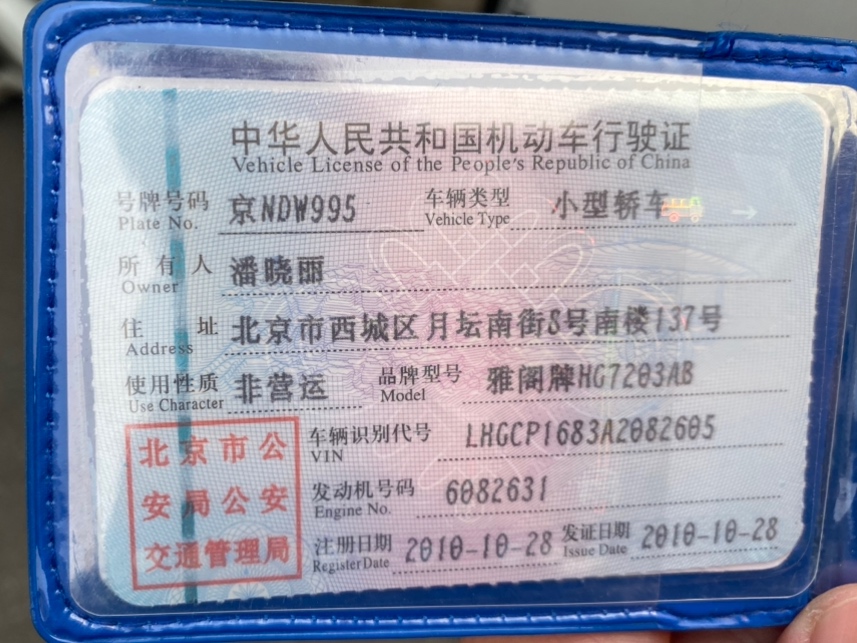 中华人民共和国机动车行驶证
Vehicle License of the People's Republic of China
号牌号码 京NDW995 车辆类型 小型轿车
Plate No. Vehicle Type
所有人 潘晓丽
Owner
住址 北京市西城区月坛南街8号南楼137号
Address
使用性质 非营运 品牌型号 雅阁牌HG7203AB
Use Character Model
北京市公
安局公安
交通管理局
车辆识别代号 LHGCP1683A2082605
VIN
发动机号码 6082631
Engine No.
注册日期 2010-10-28 发证日期 2010-10-28
Register Date Issue Date